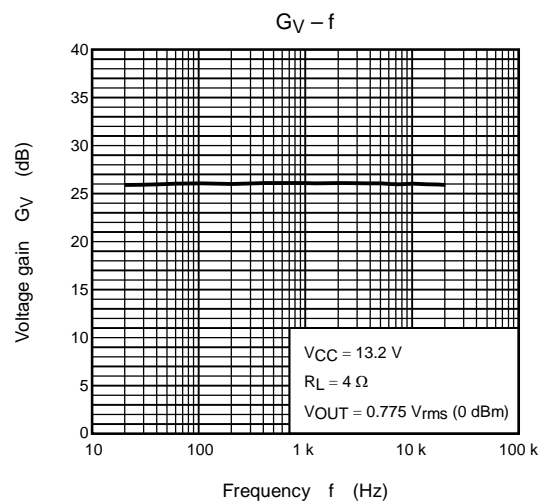 GV – f
40
35
30
25
20
15
10
5
0
Voltage gain GV (dB)
VCC = 13.2 V
RL = 4 Ω
VOUT = 0.775 Vrms (0 dBm)
10 100 1 k 10 k 100 k
Frequency f (Hz)